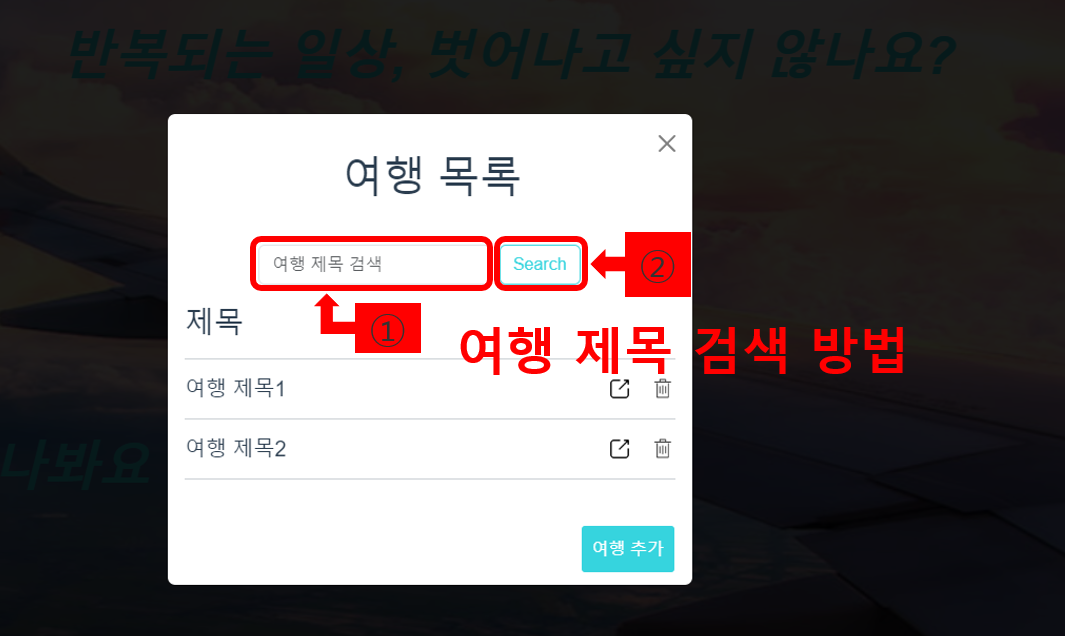 반복되는 일상, 벗어나고 싶지 않나요?
여행 목록
여행 제목 검색
Search
②
①
제목
여행 제목 검색 방법
여행 제목1
여행 제목2
나봐요
여행 추가